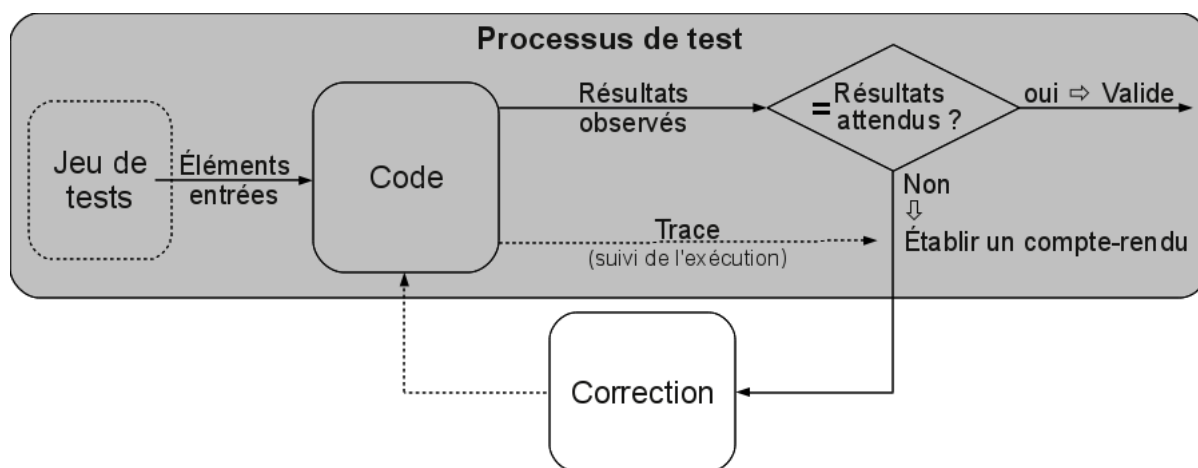 Processus de test
Jeu de
tests
Éléments
entrées
Code
Résultats
observés
= Résultats
attendus ?
oui ⇨ Valide
Non
⇩
Établir un compte-rendu
Trace
(suivi de l'exécution)
Correction